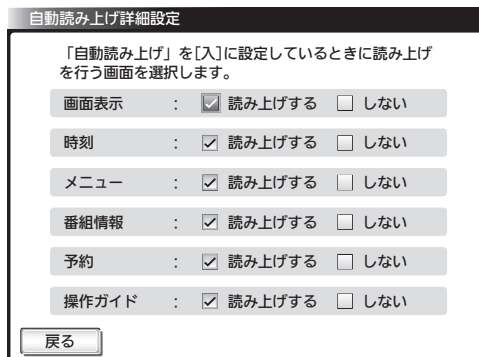 自動読み上げ詳細設定
「自動読み上げ」を[入]に設定しているときに読み上げ
を行う画面を選択します。
画面表示 : 読み上げする しない
時刻 : 読み上げする しない
メニュー : 読み上げする しない
番組情報 : 読み上げする しない
予約 : 読み上げする しない
操作ガイド : 読み上げする しない
戻る